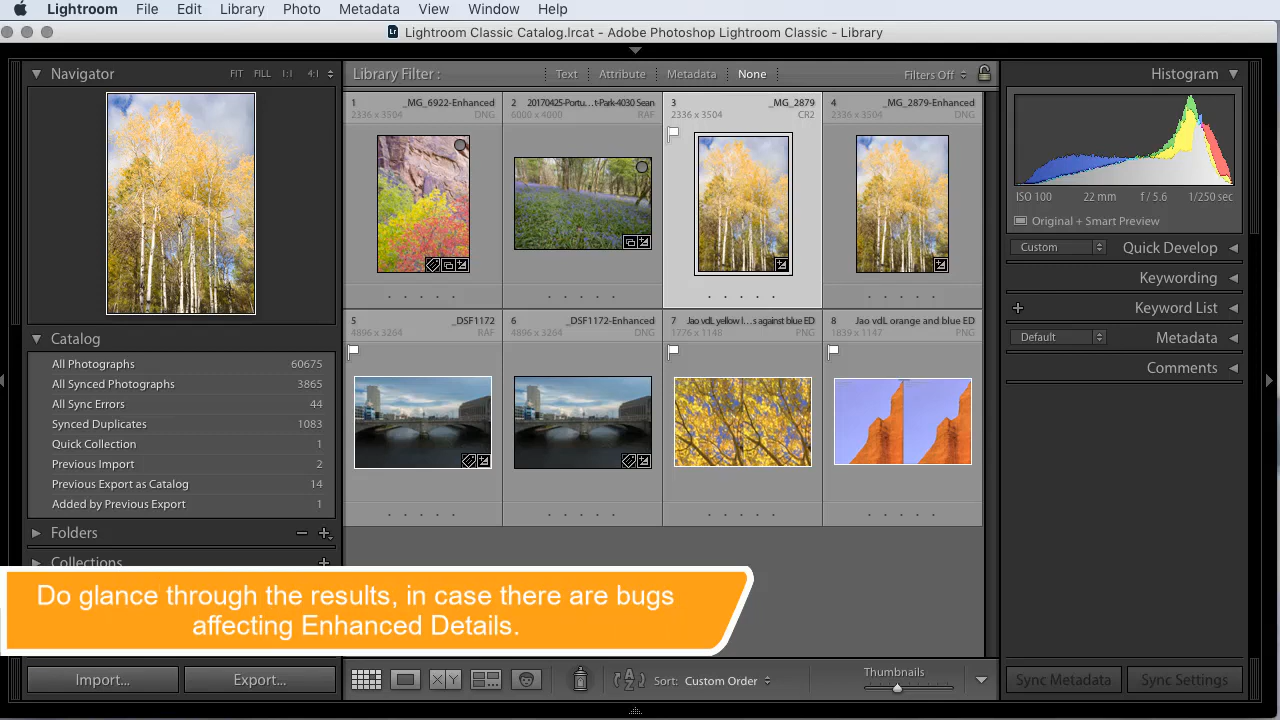 Lightroom File Edit Library Photo Metadata View Window Help
Lightroom Classic Catalog.lrcat - Adobe Photoshop Lightroom Classic - Library
Navigator FIT FILL 1:1 4:1
Library Filter : Text Attribute Metadata None Filters Off
Histogram
1 _MG_6922-Enhanced
2336 x 3504 DNG
2 20170425-Portu…t-Park-4030 Sean
6000 x 4000 RAF
3 _MG_2879
2336 x 3504 CR2
4 _MG_2879-Enhanced
2336 x 3504 DNG
ISO 100 22 mm f / 5.6 1/250 sec
Original + Smart Preview
Custom Quick Develop
Keywording
Keyword List
Default Metadata
Comments
5 _DSF1172
4896 x 3264 RAF
6 _DSF1172-Enhanced
4896 x 3264 DNG
7 Jao vdL yellow l…s against blue ED
1776 x 1148 PNG
8 Jao vdL orange and blue ED
1839 x 1147 PNG
Catalog
All Photographs 60675
All Synced Photographs 3865
All Sync Errors 44
Synced Duplicates 1083
Quick Collection 1
Previous Import 2
Previous Export as Catalog 14
Added by Previous Export 1
Folders
Collections
Do glance through the results, in case there are bugs
affecting Enhanced Details.
Import... Export...
Sort: Custom Order
Thumbnails
Sync Metadata Sync Settings